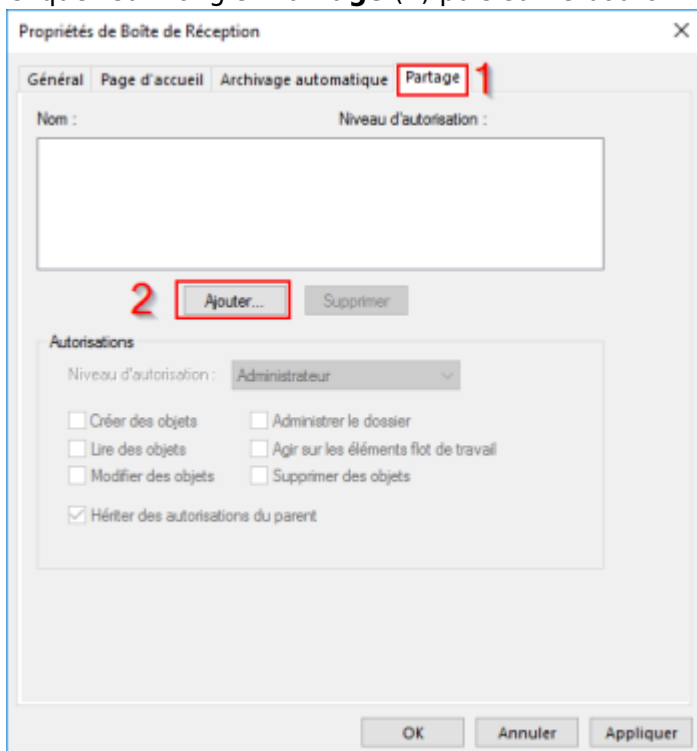 Propriétés de Boîte de Réception
Général Page d'accueil Archivage automatique Partage 1
Nom : Niveau d'autorisation :
2 Ajouter... Supprimer
Autorisations
Niveau d'autorisation : Administrateur
Créer des objets Administrer le dossier
Lire des objets Agir sur les éléments flot de travail
Modifier des objets Supprimer des objets
Hériter des autorisations du parent
OK Annuler Appliquer